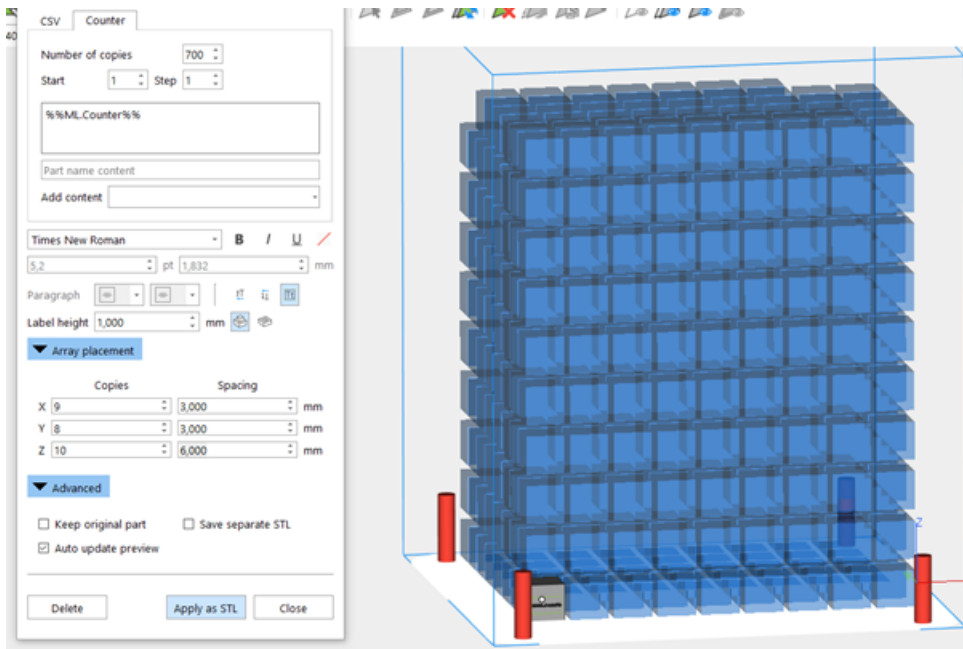 CSV Counter
40
Number of copies 700
Start 1 Step 1
%%ML.Counter%%
Part name content
Add content
Times New Roman B I U
5,2 pt 1,832 mm
Paragraph
Label height 1,000 mm
Array placement
Copies Spacing
X 9 3,000 mm
Y 8 3,000 mm
Z 10 6,000 mm
Advanced
Keep original part Save separate STL
Auto update preview
Delete Apply as STL Close
Z